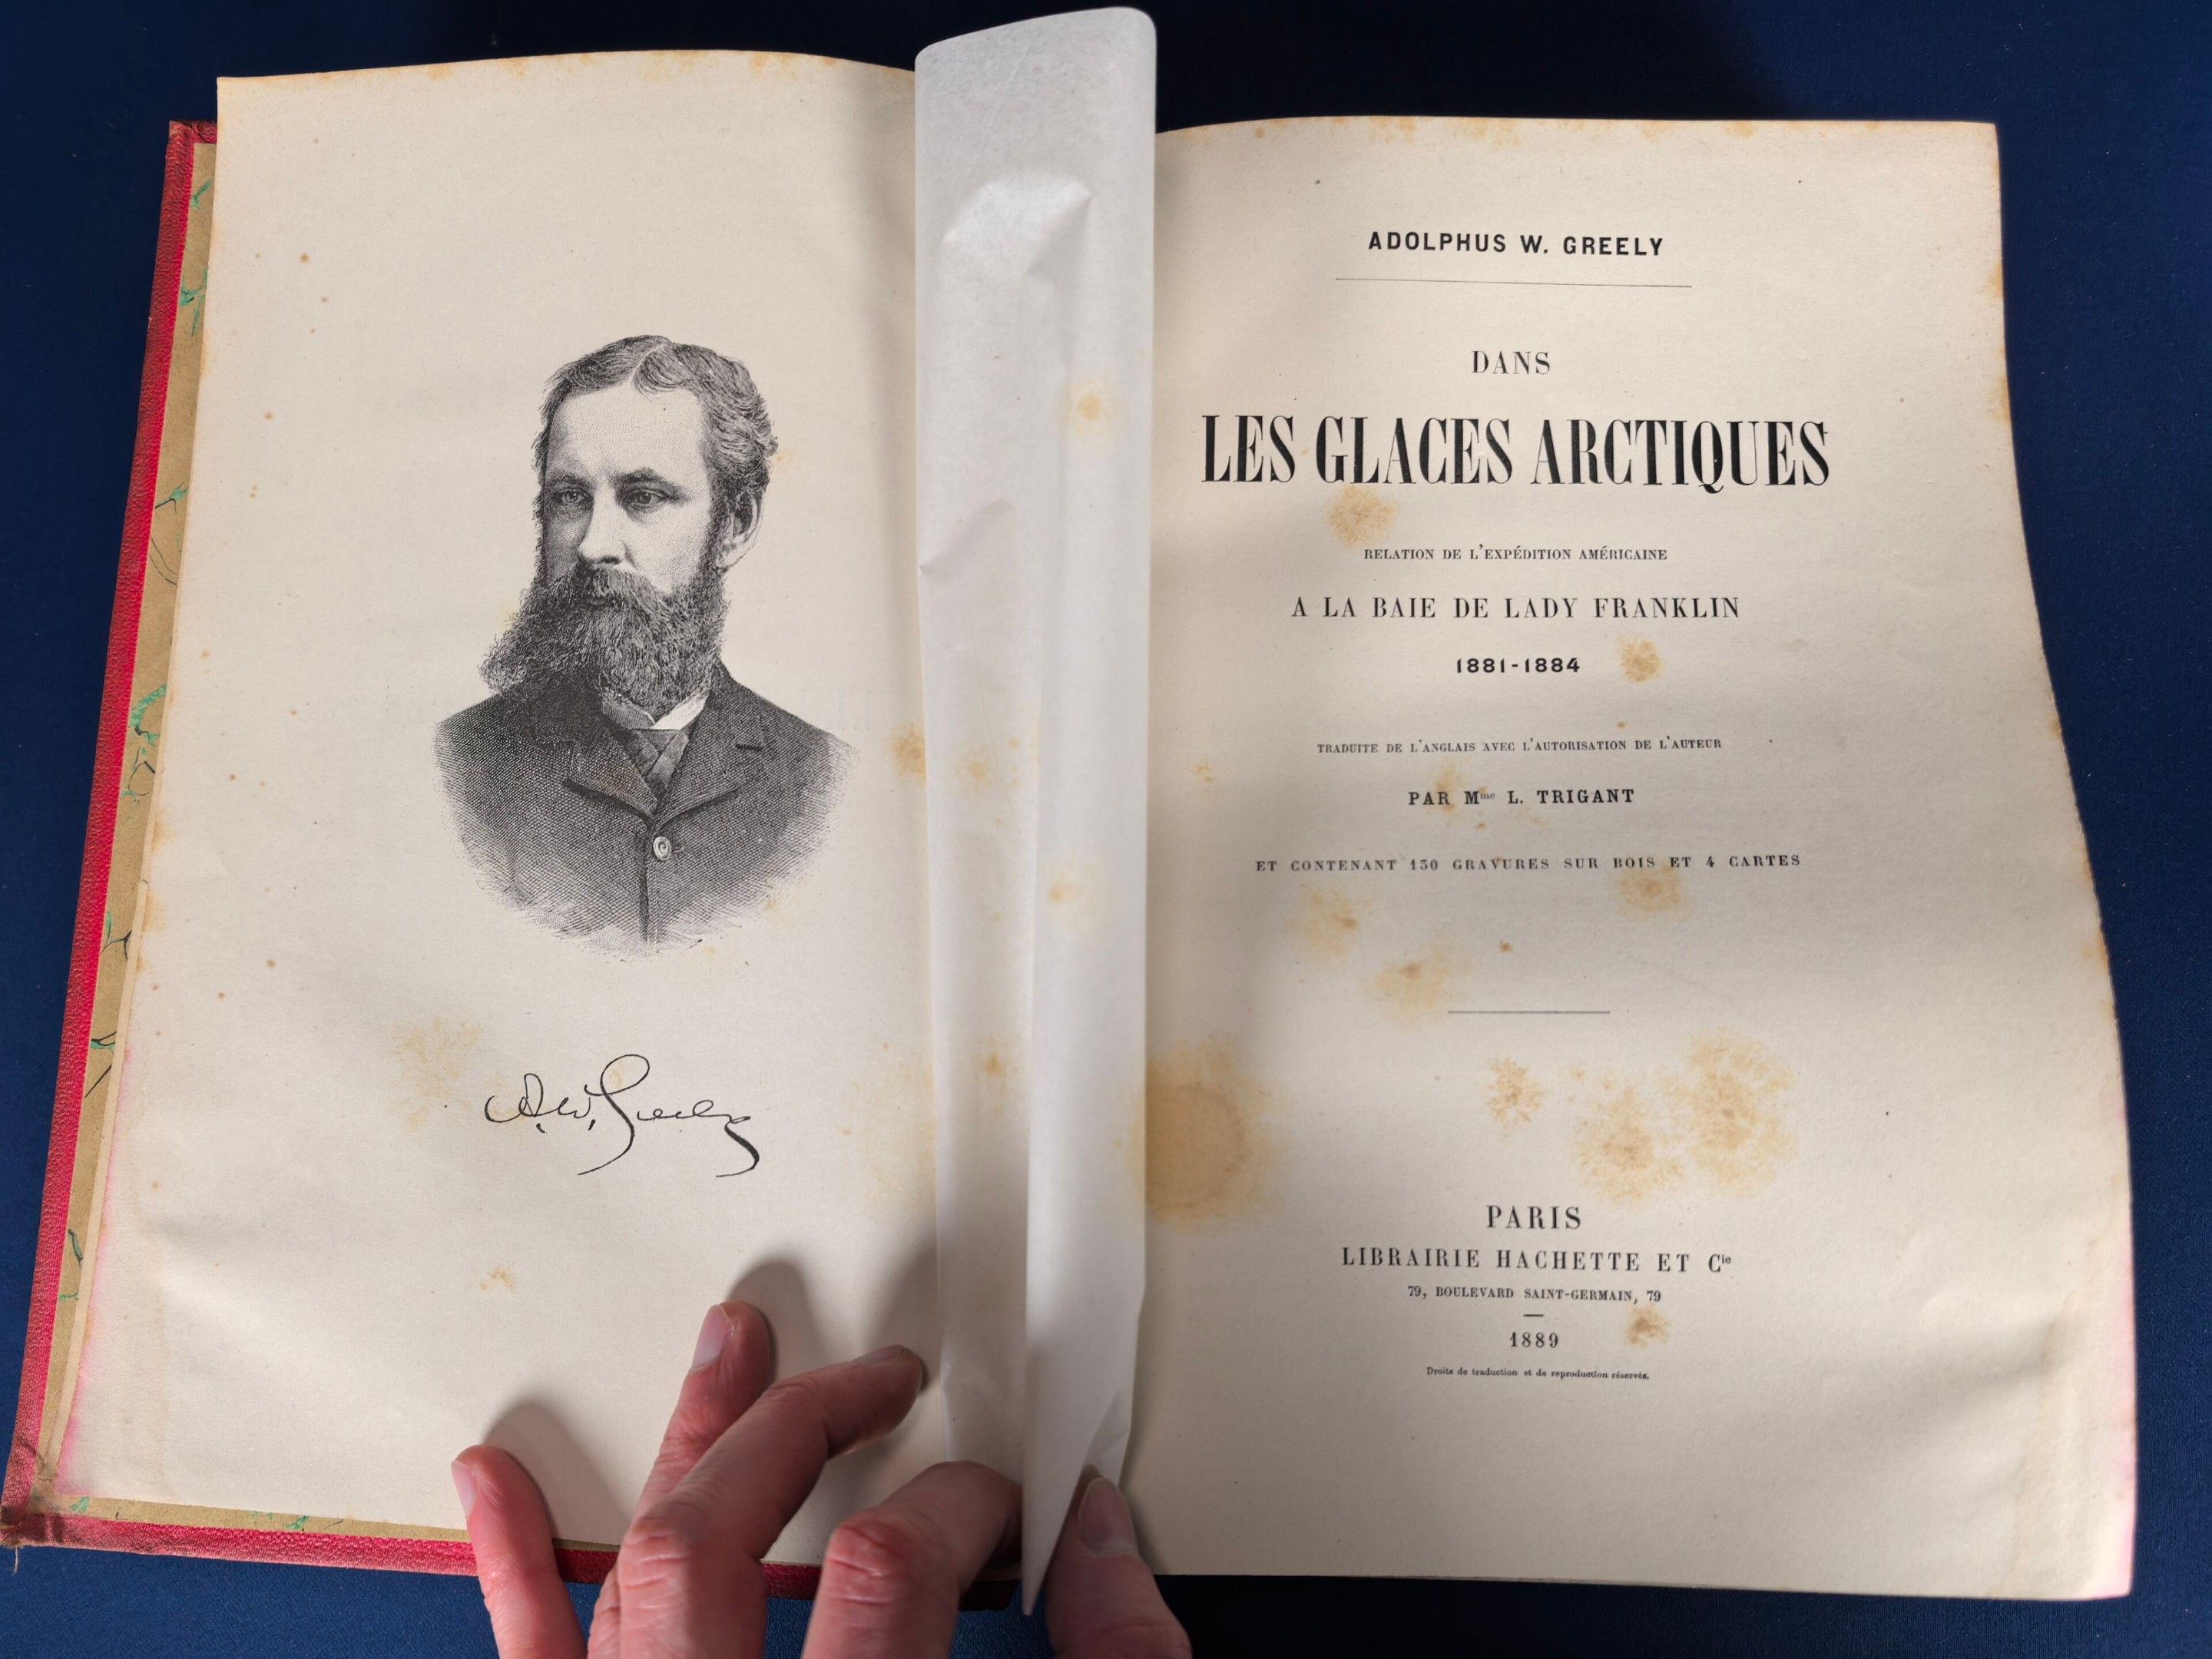 A. W. Greely
ADOLPHUS W. GREELY
DANS
LES GLACES ARCTIQUES
RELATION DE L'EXPÉDITION AMÉRICAINE
A LA BAIE DE LADY FRANKLIN
1881-1884
TRADUITE DE L'ANGLAIS AVEC L'AUTORISATION DE L'AUTEUR
PAR Mme L. TRIGANT
ET CONTENANT 130 GRAVURES SUR BOIS ET 4 CARTES
PARIS
LIBRAIRIE HACHETTE ET Cie
79, BOULEVARD SAINT-GERMAIN, 79
1889
Droits de traduction et de reproduction réservés.